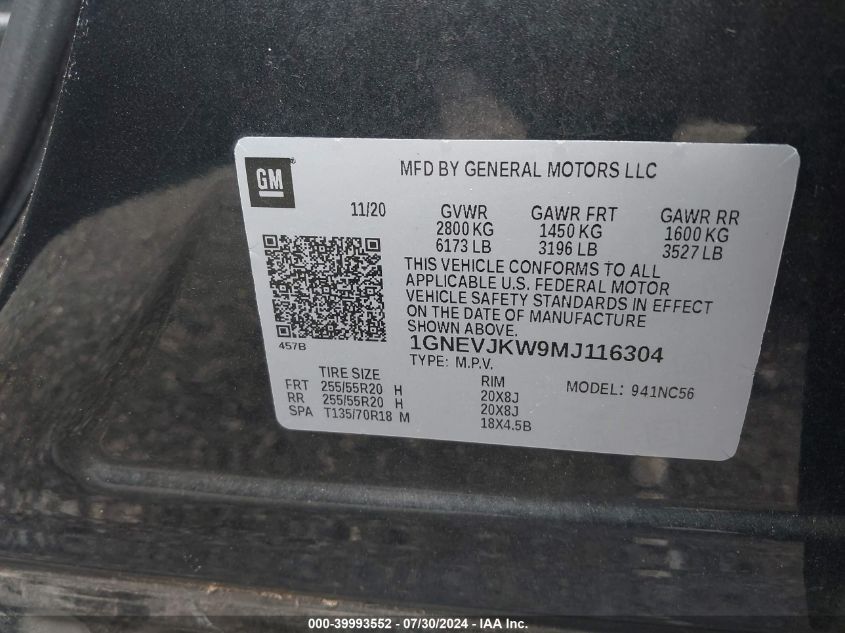 GM
MFD BY GENERAL MOTORS LLC
11/20
GVWR GAWR FRT GAWR RR
2800 KG 1450 KG 1600 KG
6173 LB 3196 LB 3527 LB
THIS VEHICLE CONFORMS TO ALL
APPLICABLE U.S. FEDERAL MOTOR
VEHICLE SAFETY STANDARDS IN EFFECT
ON THE DATE OF MANUFACTURE
SHOWN ABOVE.
457B
1GNEVJKW9MJ116304
TYPE: M.P.V.
TIRE SIZE RIM MODEL: 941NC56
FRT 255/55R20 H 20X8J
RR 255/55R20 H 20X8J
SPA T135/70R18 M 18X4.5B
000-39993552 / 07/30/2024 - IAA Inc.